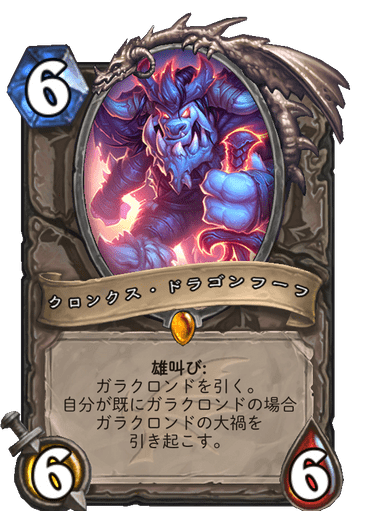 6
クロンクス・ドラゴンフーフ
雄叫び:
ガラクロンドを引く。
自分が既にガラクロンドの場合
ガラクロンドの大禍を
引き起こす。
6
6